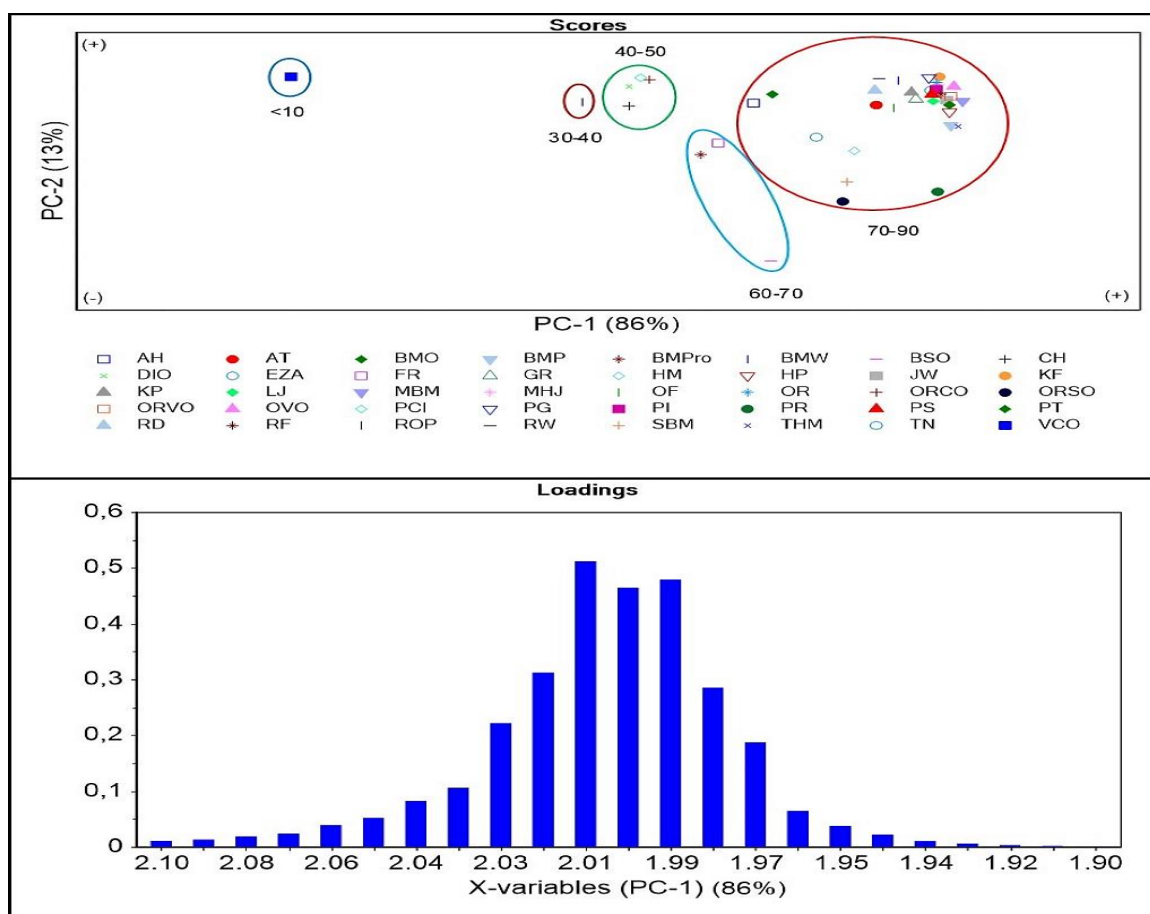 Scores
(+)
40-50
<10
30-40
PC-2 (13%)
70-90
60-70
(-)
(+)
PC-1 (86%)
AH AT BMO BMP BMPro BMW BSO CH
DIO EZA FR GR HM HP JW KF
KP LJ MBM MHJ OF OR ORCO ORSO
ORVO OVO PCI PG PI PR PS PT
RD RF ROP RW SBM THM TN VCO
Loadings
0,6
0,5
0,4
0,3
0,2
0,1
0
2.10 2.08 2.06 2.04 2.03 2.01 1.99 1.97 1.95 1.94 1.92 1.90
X-variables (PC-1) (86%)